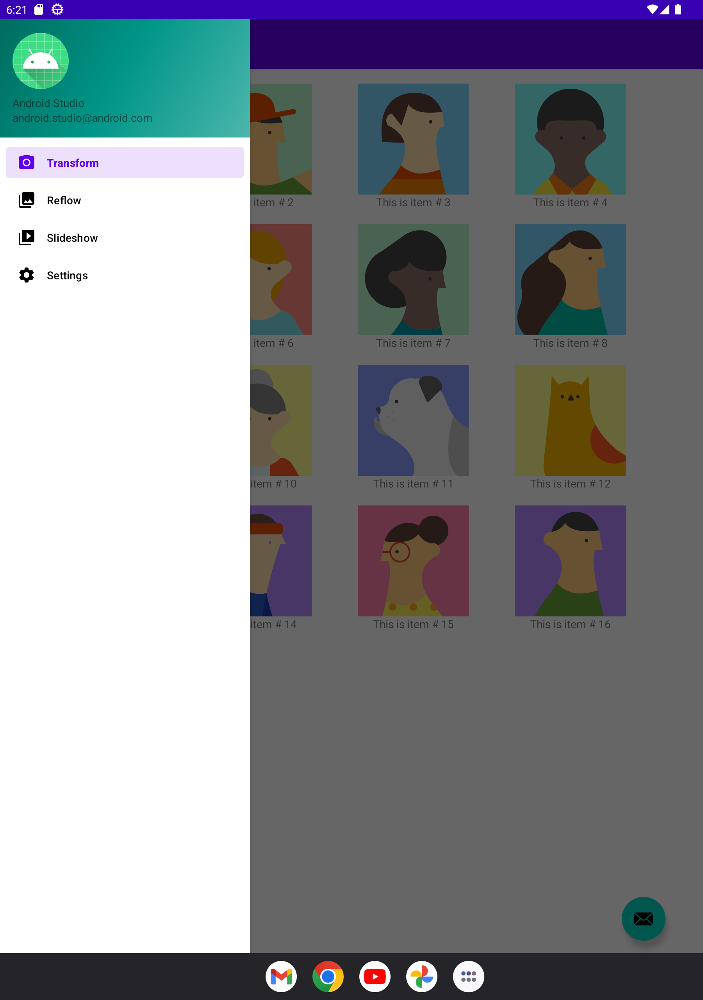 6:21
Android Studio
android.studio@android.com
Transform
Reflow
Slideshow
Settings
item # 2
This is item # 3
This is item # 4
item # 6
This is item # 7
This is item # 8
item # 10
This is item # 11
This is item # 12
item # 14
This is item # 15
This is item # 16